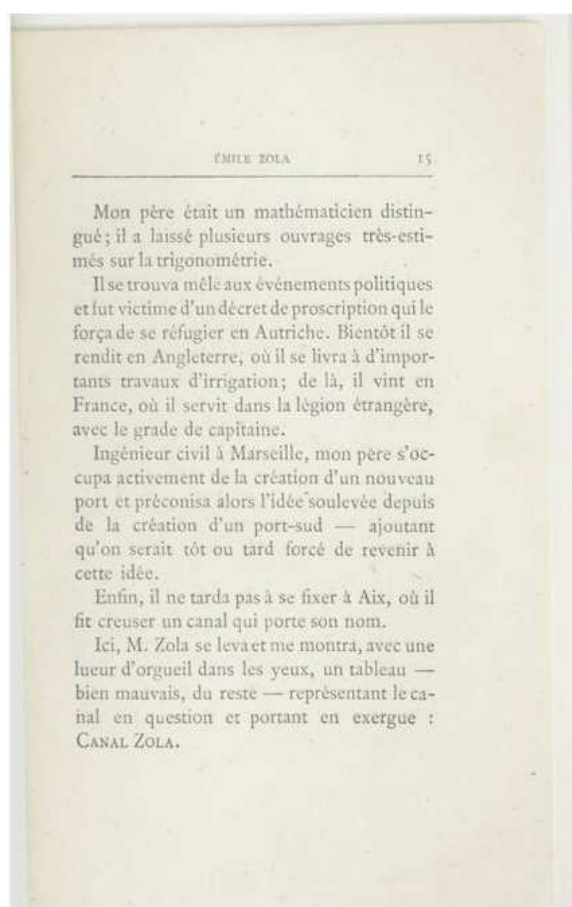 ÉMILE ZOLA 15
Mon père était un mathématicien distin-
gué; il a laissé plusieurs ouvrages très-esti-
més sur la trigonométrie.
Il se trouva mêlé aux événements politiques
et fut victime d'un décret de proscription qui le
força de se réfugier en Autriche. Bientôt il se
rendit en Angleterre, où il se livra à d'impor-
tants travaux d'irrigation; de là, il vint en
France, où il servit dans la légion étrangère,
avec le grade de capitaine.
Ingénieur civil à Marseille, mon père s'oc-
cupa activement de la création d'un nouveau
port et préconisa alors l'idée soulevée depuis
de la création d'un port-sud — ajoutant
qu'on serait tôt ou tard forcé de revenir à
cette idée.
Enfin, il ne tarda pas à se fixer à Aix, où il
fit creuser un canal qui porte son nom.
Ici, M. Zola se leva et me montra, avec une
lueur d'orgueil dans les yeux, un tableau —
bien mauvais, du reste — représentant le ca-
nal en question et portant en exergue :
CANAL ZOLA.